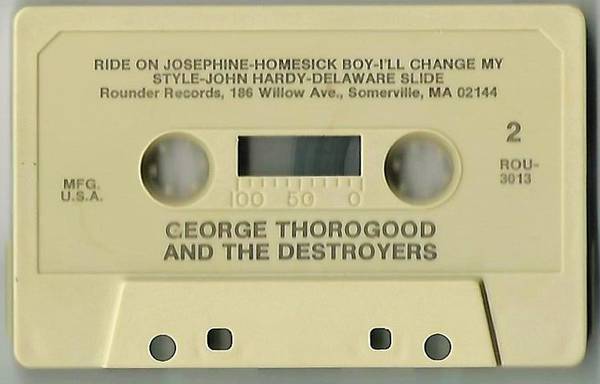 RIDE ON JOSEPHINE-HOMESICK BOY-I'LL CHANGE MY
STYLE-JOHN HARDY-DELAWARE SLIDE
Rounder Records, 186 Willow Ave., Somerville, MA 02144
2
MFG.
U.S.A.
ROU-
3013
100 50 0
GEORGE THOROGOOD
AND THE DESTROYERS